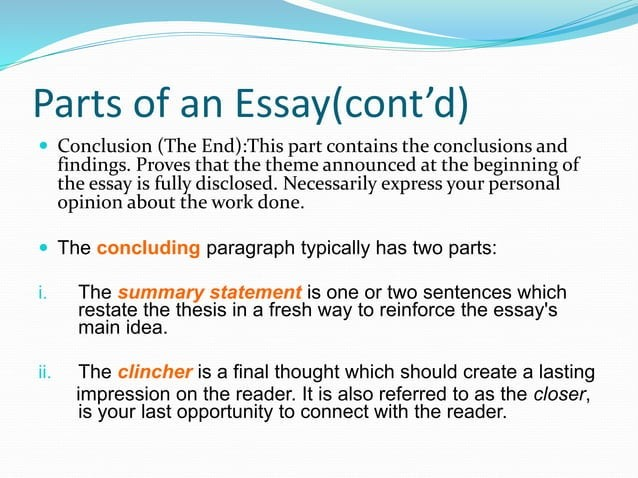 Parts of an Essay(cont’d)
• Conclusion (The End):This part contains the conclusions and
findings. Proves that the theme announced at the beginning of
the essay is fully disclosed. Necessarily express your personal
opinion about the work done.
• The concluding paragraph typically has two parts:
i. The summary statement is one or two sentences which
restate the thesis in a fresh way to reinforce the essay's
main idea.
ii. The clincher is a final thought which should create a lasting
impression on the reader. It is also referred to as the closer,
is your last opportunity to connect with the reader.